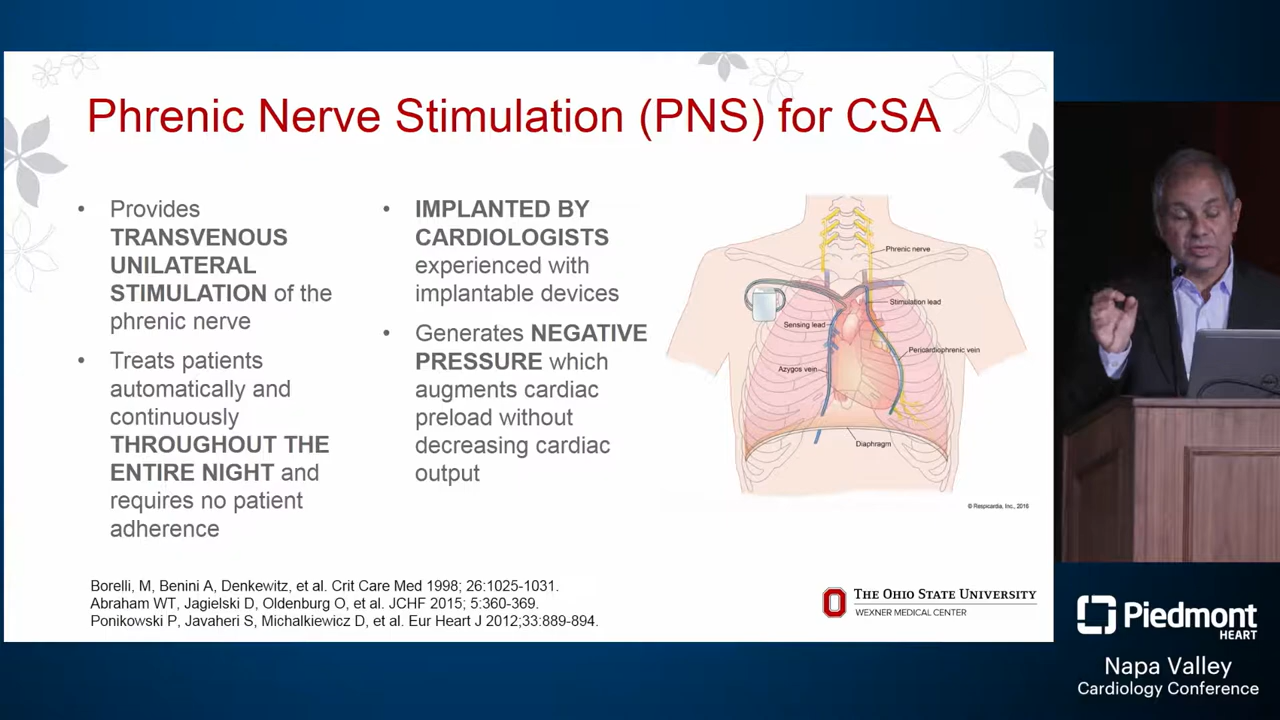 Phrenic Nerve Stimulation (PNS) for CSA
• Provides
TRANSVENOUS
UNILATERAL
STIMULATION of the
phrenic nerve
• Treats patients
automatically and
continuously
THROUGHOUT THE
ENTIRE NIGHT and
requires no patient
adherence
• IMPLANTED BY
CARDIOLOGISTS
experienced with
implantable devices
• Generates NEGATIVE
PRESSURE which
augments cardiac
preload without
decreasing cardiac
output
Phrenic nerve
Stimulation lead
Sensing lead
Pericardiophrenic vein
Azygos vein
Diaphragm
© Respicardia, Inc., 2016
Borelli, M, Benini A, Denkewitz, et al. Crit Care Med 1998; 26:1025-1031.
Abraham WT, Jagielski D, Oldenburg O, et al. JCHF 2015; 5:360-369.
Ponikowski P, Javaheri S, Michalkiewicz D, et al. Eur Heart J 2012;33:889-894.
THE OHIO STATE UNIVERSITY
WEXNER MEDICAL CENTER
Piedmont
HEART
Napa Valley
Cardiology Conference